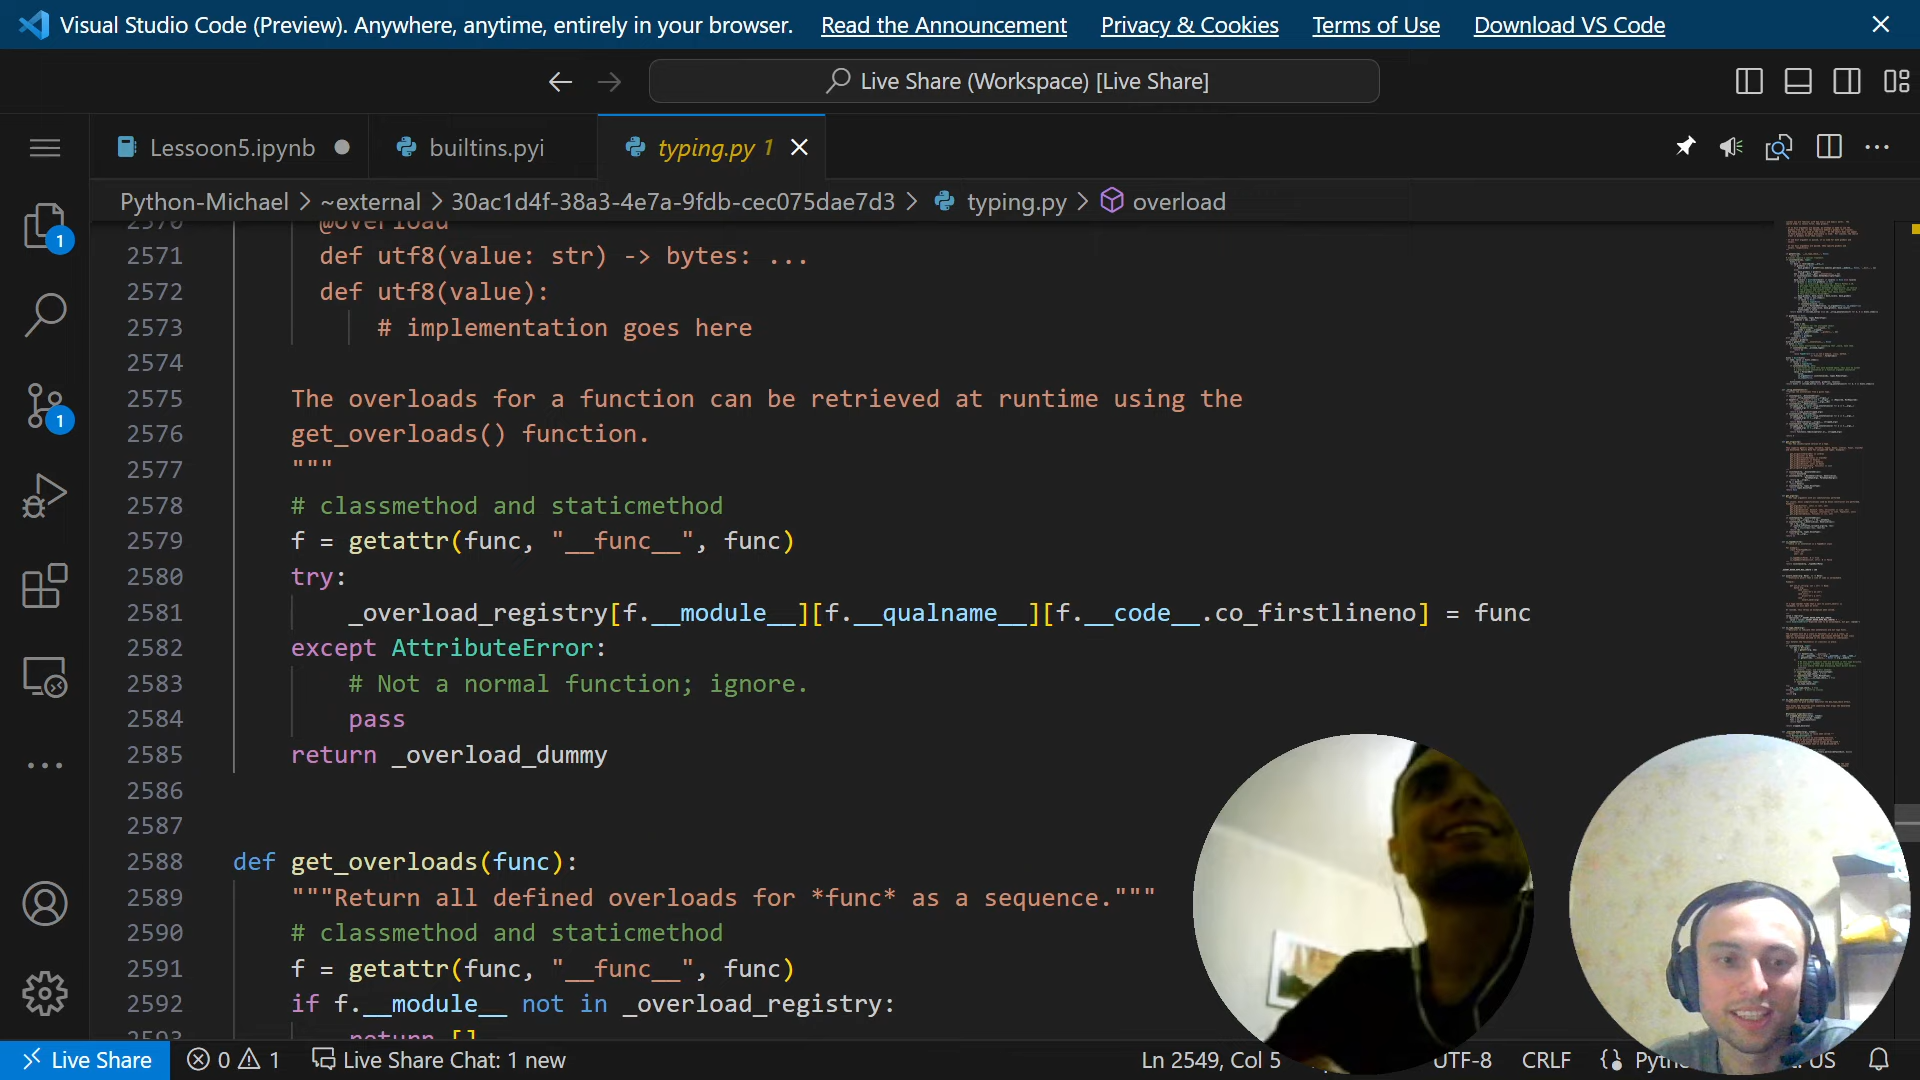 Visual Studio Code (Preview). Anywhere, anytime, entirely in your browser. Read the Announcement Privacy & Cookies Terms of Use Download VS Code
Live Share (Workspace) [Live Share]
Lessoon5.ipynb builtins.pyi typing.py 1
Python-Michael > ~external > 30ac1d4f-38a3-4e7a-9fdb-cec075dae7d3 > typing.py > overload
2570 @overload
2571 def utf8(value: str) -> bytes: ...
2572 def utf8(value):
2573 # implementation goes here
2574
2575 The overloads for a function can be retrieved at runtime using the
2576 get_overloads() function.
2577 """
2578 # classmethod and staticmethod
2579 f = getattr(func, "__func__", func)
2580 try:
2581 _overload_registry[f.__module__][f.__qualname__][f.__code__.co_firstlineno] = func
2582 except AttributeError:
2583 # Not a normal function; ignore.
2584 pass
2585 return _overload_dummy
2586
2587
2588 def get_overloads(func):
2589 """Return all defined overloads for *func* as a sequence."""
2590 # classmethod and staticmethod
2591 f = getattr(func, "__func__", func)
2592 if f.__module__ not in _overload_registry:
2593 return []
1
1
Live Share 0 1 Live Share Chat: 1 new Ln 2549, Col 5 UTF-8 CRLF US